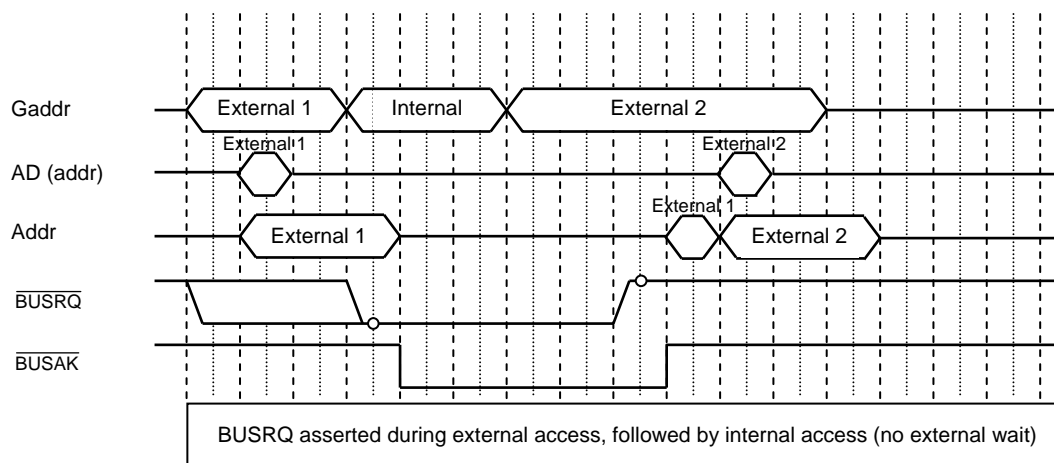 Gaddr External 1 Internal External 2
External 1 External 2
AD (addr)
External 1
Addr External 1 External 2
BUSRQ
BUSAK
BUSRQ asserted during external access, followed by internal access (no external wait)